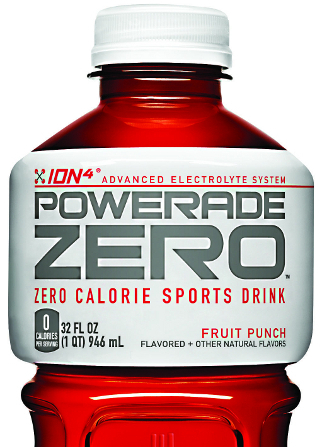 ION4® ADVANCED ELECTROLYTE SYSTEM
POWERADE
ZERO™
ZERO CALORIE SPORTS DRINK
0
CALORIES
PER SERVING
32 FL OZ
(1 QT) 946 mL
FRUIT PUNCH
FLAVORED + OTHER NATURAL FLAVORS